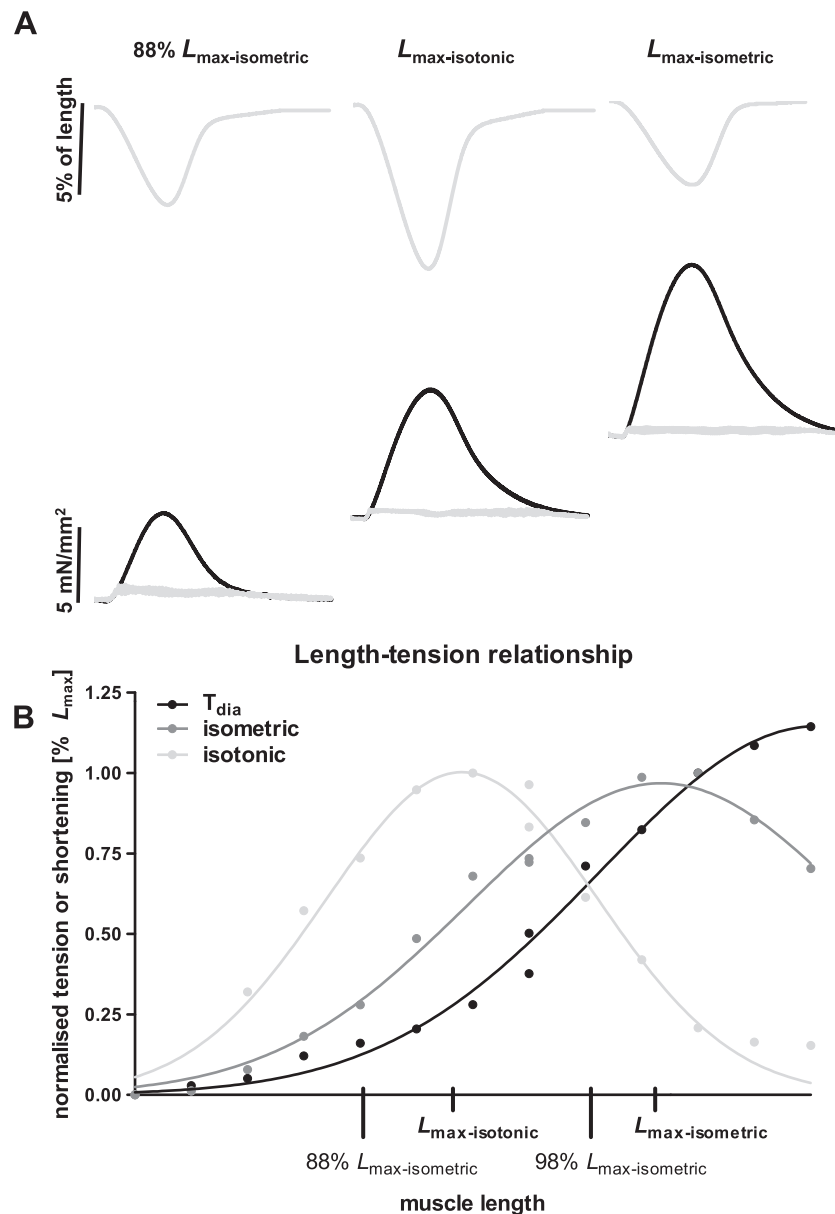 A
88% Lmax-isometric
Lmax-isotonic
Lmax-isometric
5% of length
5 mN/mm²
Length-tension relationship
B
normalised tension or shortening [% Lmax]
1.25
1.00
0.75
0.50
0.25
0.00
Tdia
isometric
isotonic
Lmax-isotonic
Lmax-isometric
88% Lmax-isometric
98% Lmax-isometric
muscle length